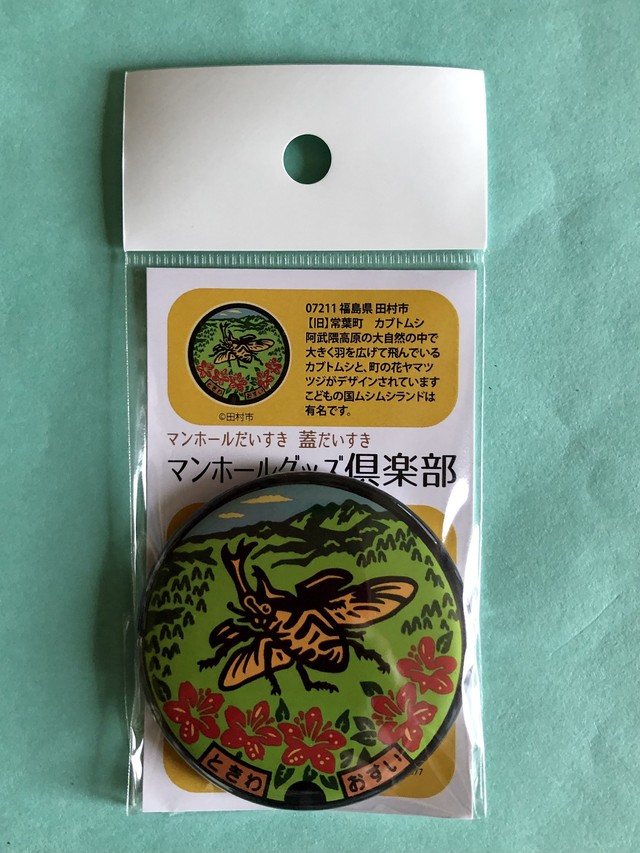 07211 福島県 田村市
【旧】常葉町 カブトムシ
阿武隈高原の大自然の中で
大きく羽を広げて飛んでいる
カブトムシと、町の花ヤマツ
ツジがデザインされています
こどもの国ムシムシランドは
有名です。
©田村市
マンホールだいすき 蓋だいすき
マンホールグッズ倶楽部
ときわ
おすい